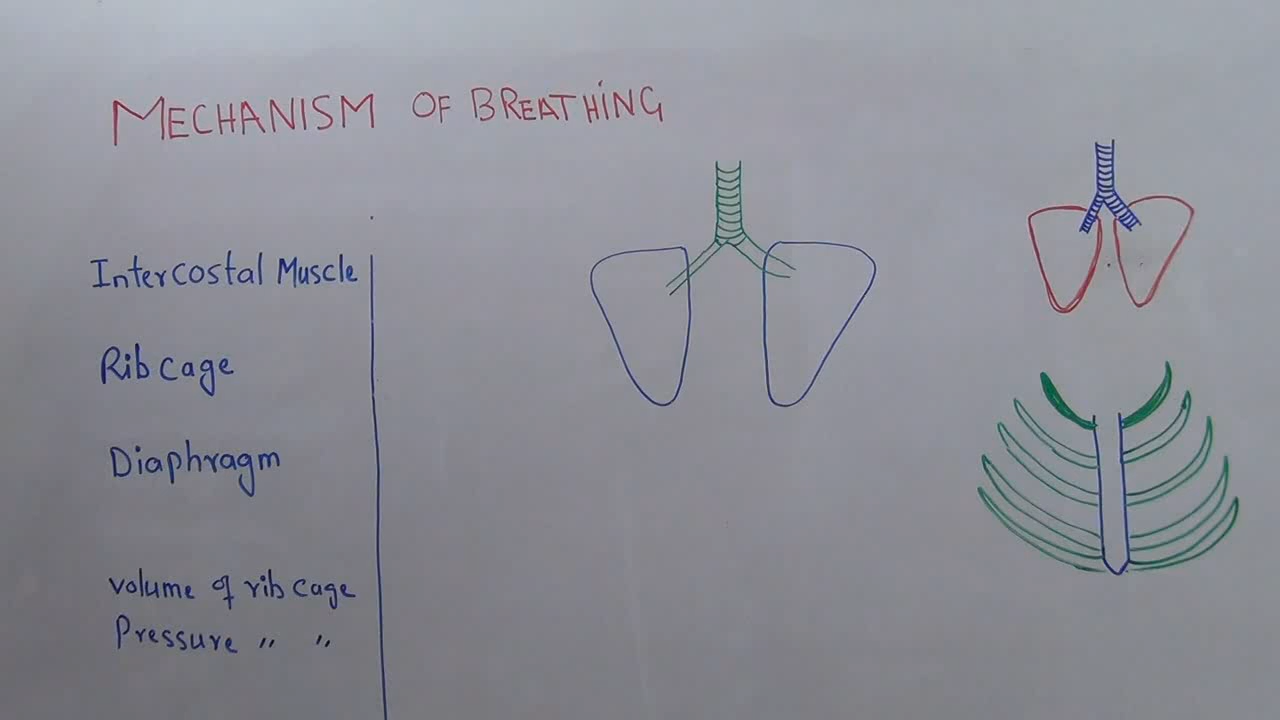 MECHANISM OF BREATHING
Intercostal Muscle
Rib cage
Diaphragm
volume of rib cage
Pressure " "